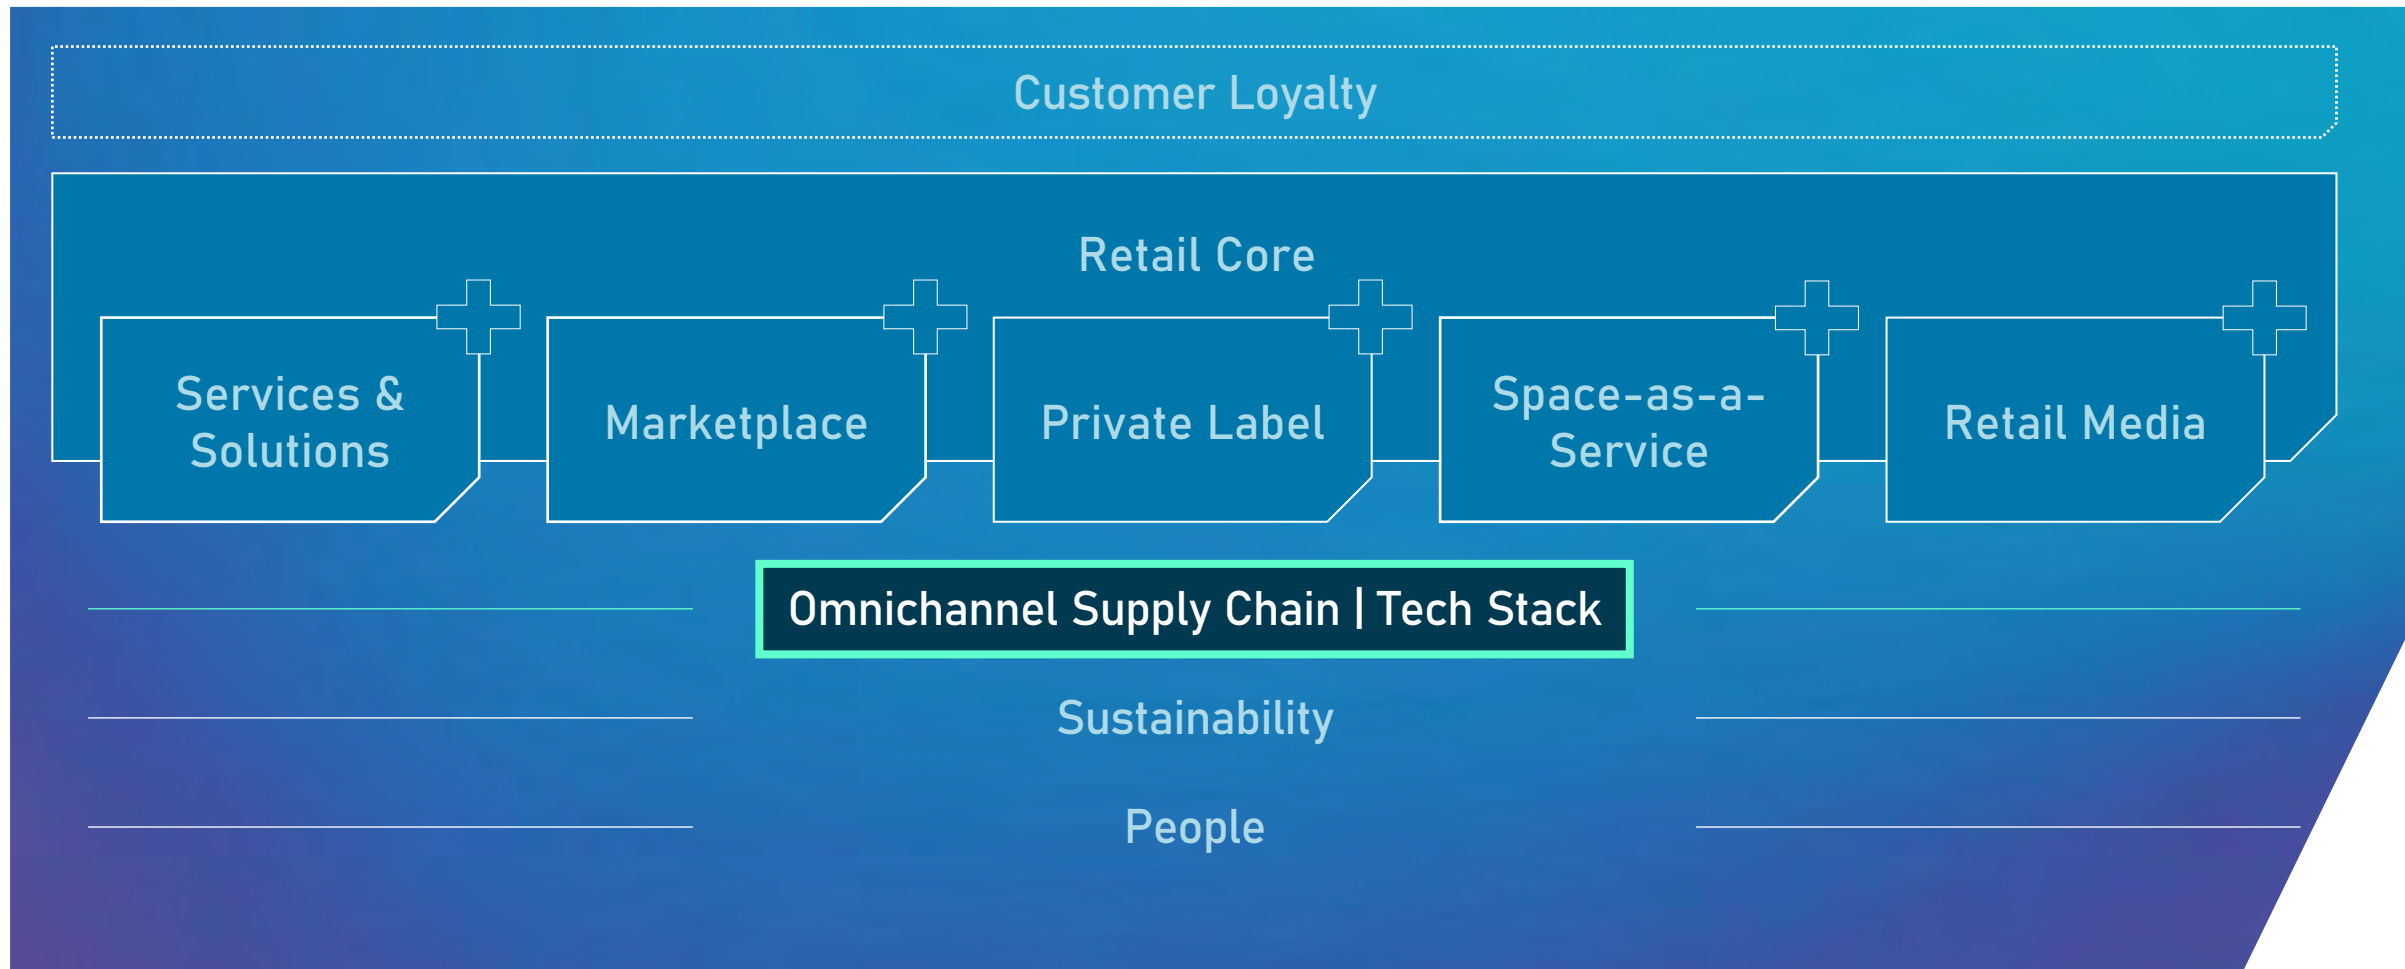 Customer Loyalty
Retail Core
Services &
Solutions
Marketplace
Private Label
Space-as-a-
Service
Retail Media
Omnichannel Supply Chain | Tech Stack
Sustainability
People